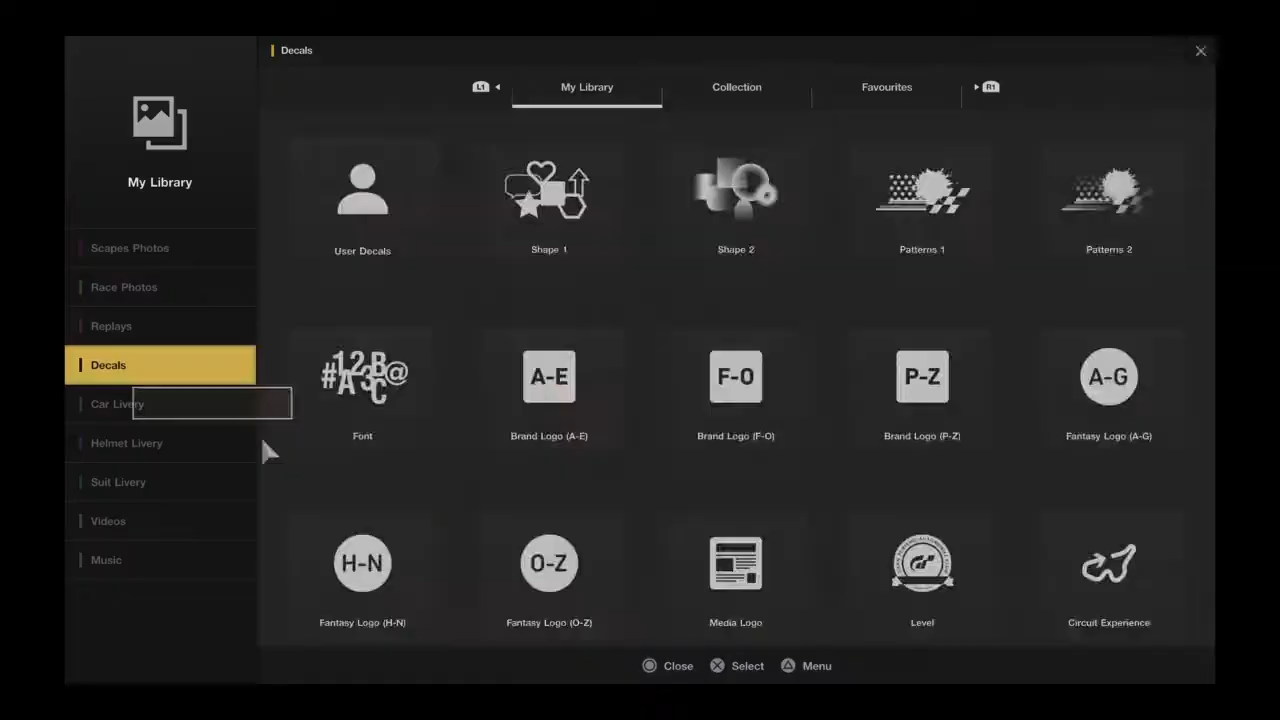 Decals
L1
My Library
Collection
Favourites
R1
My Library
Scapes Photos
Race Photos
Replays
Decals
Car Livery
Helmet Livery
Suit Livery
Videos
Music
User Decals
Shape 1
Shape 2
Patterns 1
Patterns 2
#A123BC@
A-E
F-O
P-Z
A-G
Font
Brand Logo (A-E)
Brand Logo (F-O)
Brand Logo (P-Z)
Fantasy Logo (A-G)
H-N
O-Z
Fantasy Logo (H-N)
Fantasy Logo (O-Z)
Media Logo
Level
Circuit Experience
Close
Select
Menu